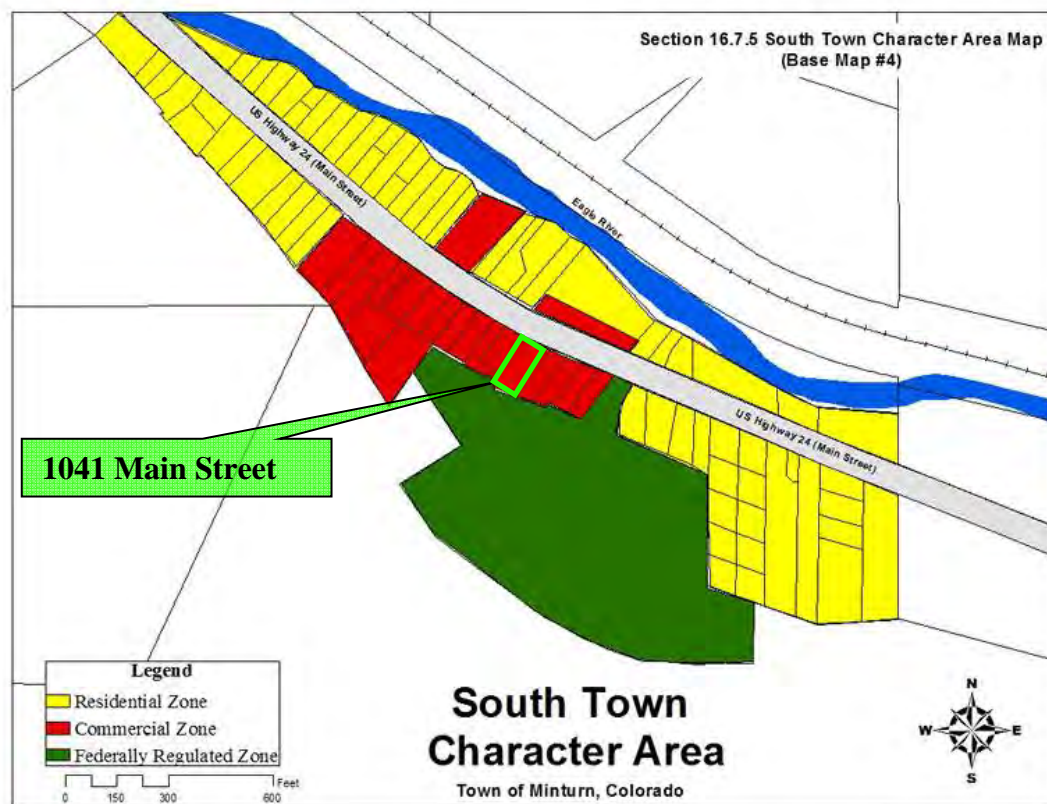 Section 16.7.5 South Town Character Area Map
(Base Map #4)
US Highway 24 (Main Street)
Eagle River
US Highway 24 (Main Street)
1041 Main Street
Legend
Residential Zone
Commercial Zone
Federally Regulated Zone
Feet
0 150 300 600
South Town
Character Area
Town of Minturn, Colorado
N
W E
S